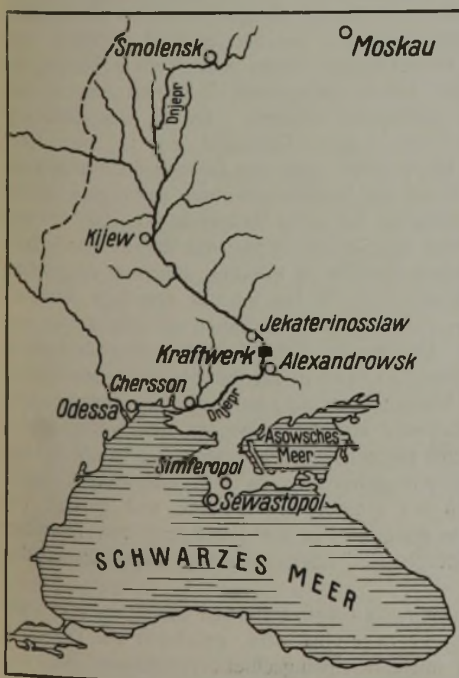 Smolensk
Moskau
Dnjepr
Kijew
Jekaterinosslaw
Kraftwerk
Alexandrowsk
Chersson
Odessa
Dnjepr
Asowsches
Meer
Simferopol
Sewastopol
SCHWARZES MEER